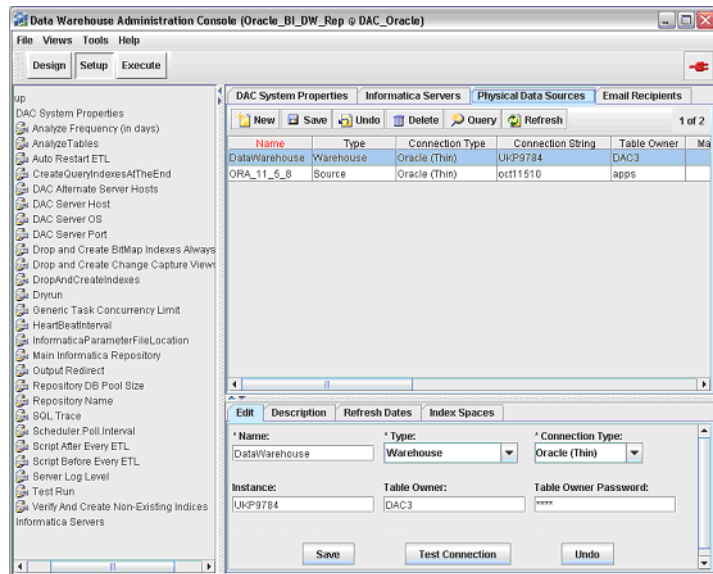 Data Warehouse Administration Console (Oracle_BI_DW_Rep @ DAC_Oracle)
File Views Tools Help
Design Setup Execute
up
DAC System Properties
Analyze Frequency (in days)
AnalyzeTables
Auto Restart ETL
CreateQueryIndexesAtTheEnd
DAC Alternate Server Hosts
DAC Server Host
DAC Server OS
DAC Server Port
Drop and Create BitMap Indexes Always
Drop and Create Change Capture Views
DropAndCreateIndexes
Dryrun
Generic Task Concurrency Limit
HeartBeatInterval
InformaticaParameterFileLocation
Main Informatica Repository
Output Redirect
Repository DB Pool Size
Repository Name
SQL Trace
Scheduler.Poll.Interval
Script After Every ETL
Script Before Every ETL
Server Log Level
Test Run
Verify And Create Non-Existing Indices
Informatica Servers
DAC System Properties Informatica Servers Physical Data Sources Email Recipients
New Save Undo Delete Query Refresh 1 of 2
Name Type Connection Type Connection String Table Owner Ma
DataWarehouse Warehouse Oracle (Thin) UKP9784 DAC3
ORA_11_5_8 Source Oracle (Thin) oct11510 apps
Edit Description Refresh Dates Index Spaces
* Name: * Type: * Connection Type:
DataWarehouse Warehouse Oracle (Thin)
Instance: Table Owner: Table Owner Password:
UKP9784 DAC3 ****
Save Test Connection Undo